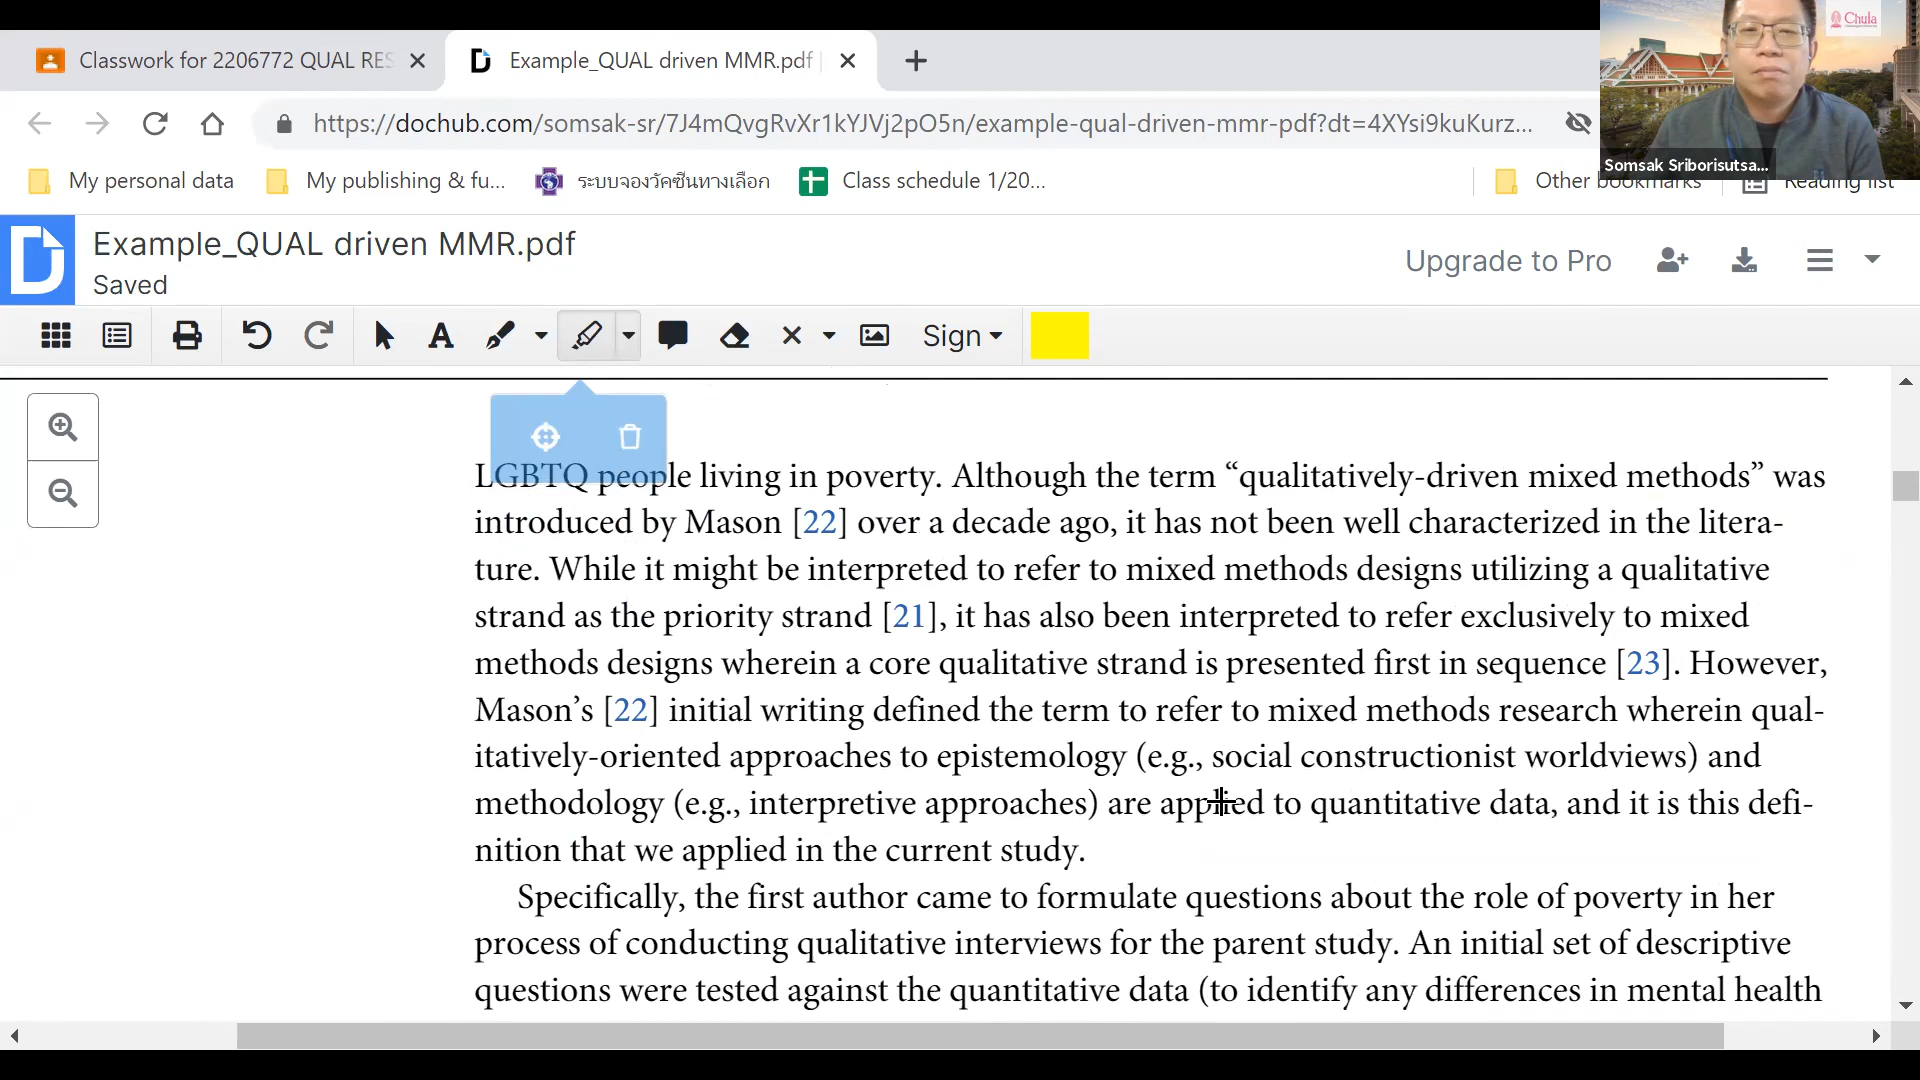 Chula
Classwork for 2206772 QUAL RES
Example_QUAL driven MMR.pdf
https://dochub.com/somsak-sr/7J4mQvgRvXr1kYJVj2pO5n/example-qual-driven-mmr-pdf?dt=4XYsi9kuKurz...
Somsak Sriborisutsa...
My personal data
My publishing & fu...
ระบบจองวัคซีนทางเลือก
Class schedule 1/20...
Other bookmarks
Reading list
Example_QUAL driven MMR.pdf
Saved
Upgrade to Pro
A
Sign
LGBTQ people living in poverty. Although the term “qualitatively-driven mixed methods” was
introduced by Mason [22] over a decade ago, it has not been well characterized in the litera-
ture. While it might be interpreted to refer to mixed methods designs utilizing a qualitative
strand as the priority strand [21], it has also been interpreted to refer exclusively to mixed
methods designs wherein a core qualitative strand is presented first in sequence [23]. However,
Mason’s [22] initial writing defined the term to refer to mixed methods research wherein qual-
itatively-oriented approaches to epistemology (e.g., social constructionist worldviews) and
methodology (e.g., interpretive approaches) are applied to quantitative data, and it is this defi-
nition that we applied in the current study.
Specifically, the first author came to formulate questions about the role of poverty in her
process of conducting qualitative interviews for the parent study. An initial set of descriptive
questions were tested against the quantitative data (to identify any differences in mental health